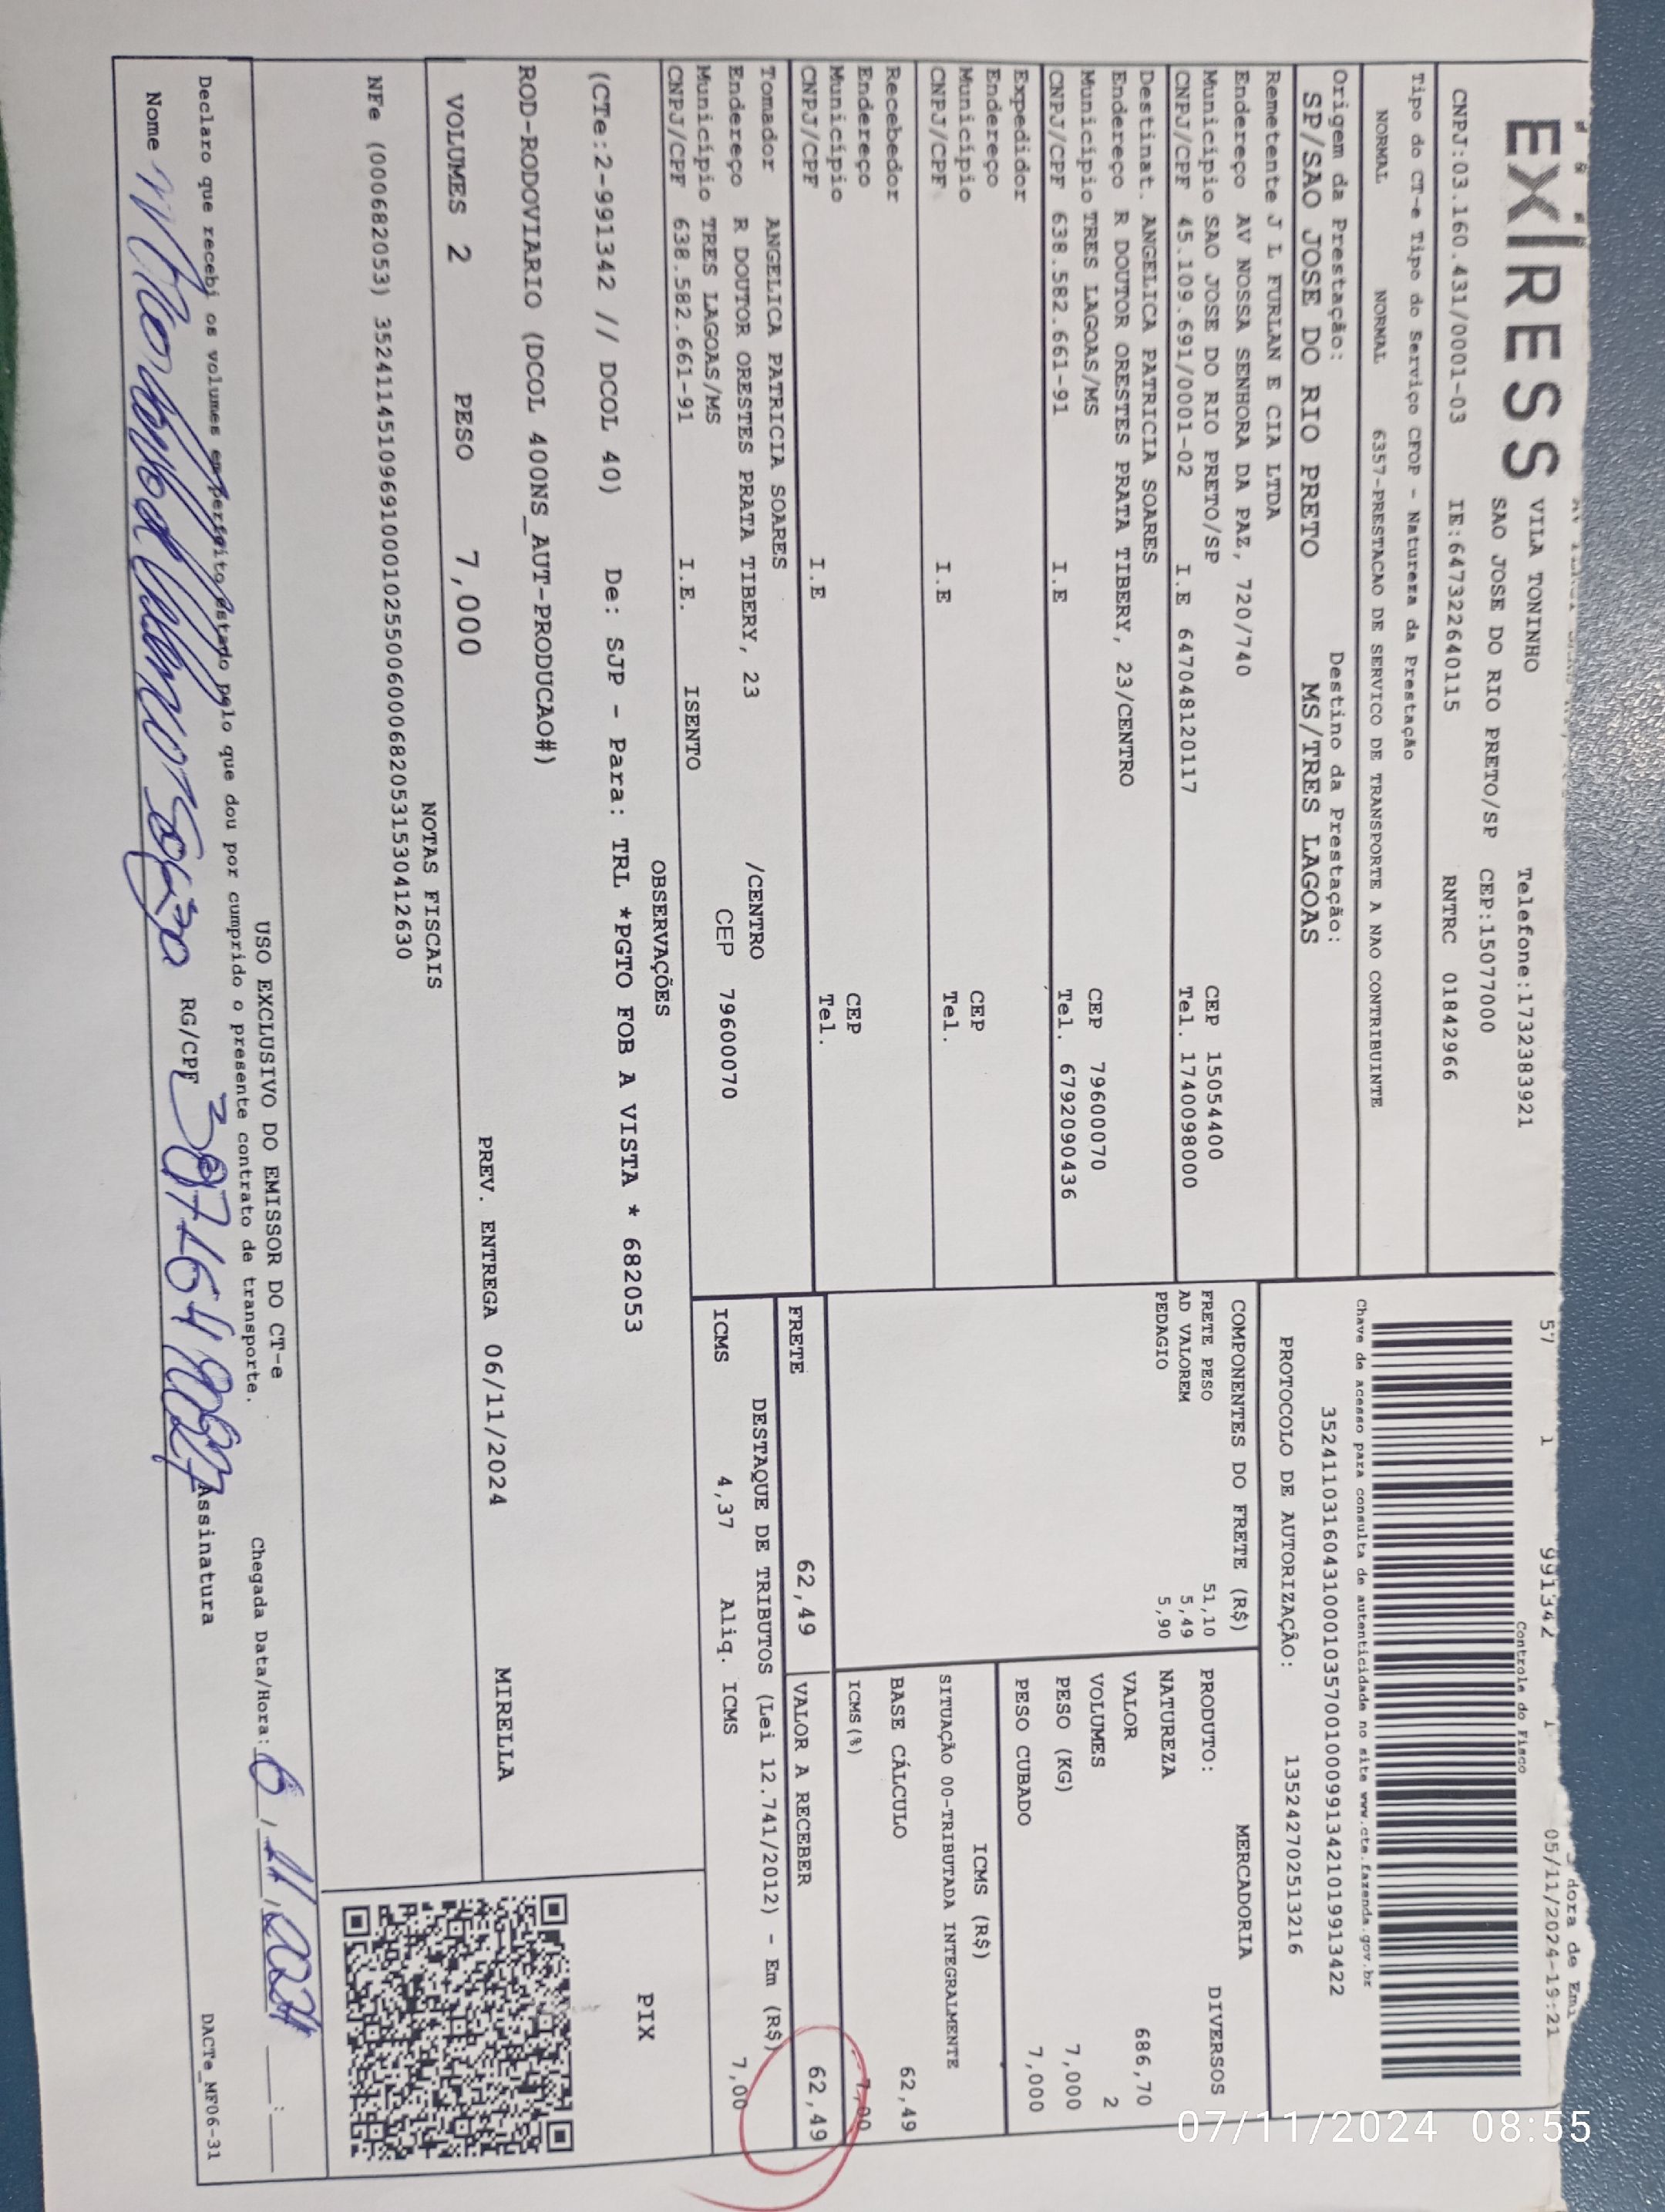 EXPRESS
VILA TONINHO Telefone:1732383921
SAO JOSE DO RIO PRETO/SP CEP:15077000
CNPJ:03.160.431/0001-03 IE:647322640115 RNTRC 01842966
Tipo do CT-e Tipo do Serviço CFOP - Natureza da Prestação
NORMAL NORMAL 6357-PRESTACAO DE SERVICO DE TRANSPORTE A NAO CONTRIBUINTE
Origem da Prestação: Destino da Prestação:
SP/SAO JOSE DO RIO PRETO MS/TRES LAGOAS
57 1 991342 1 05/11/2024-19:21
Controle do Fisco
Chave de acesso para consulta de autenticidade no site www.cte.fazenda.gov.br
35241103160431000103570010009913421019913422
PROTOCOLO DE AUTORIZAÇÃO: 135242702513216
Remetente J L FURLAN E CIA LTDA
Endereço AV NOSSA SENHORA DA PAZ, 720/740
Município SAO JOSE DO RIO PRETO/SP CEP 15054400
CNPJ/CPF 45.109.691/0001-02 I.E 647048120117 Tel. 1740098000
Destinat. ANGELICA PATRICIA SOARES
Endereço R DOUTOR ORESTES PRATA TIBERY, 23/CENTRO
Município TRES LAGOAS/MS CEP 79600070
CNPJ/CPF 638.582.661-91 I.E Tel. 6792090436
Expedidor
Endereço
Município CEP
CNPJ/CPF I.E Tel.
Recebedor
Endereço
Município CEP
CNPJ/CPF I.E Tel.
Tomador ANGELICA PATRICIA SOARES
Endereço R DOUTOR ORESTES PRATA TIBERY, 23 /CENTRO
Município TRES LAGOAS/MS CEP 79600070
CNPJ/CPF 638.582.661-91 I.E. ISENTO
COMPONENTES DO FRETE (R$)
FRETE PESO 51,10
AD VALOREM 5,49
PEDAGIO 5,90
MERCADORIA
PRODUTO: DIVERSOS
NATUREZA
VALOR 686,70
VOLUMES 2
PESO (KG) 7,000
PESO CUBADO 7,000
ICMS (R$)
SITUAÇÃO 00-TRIBUTADA INTEGRALMENTE
BASE CÁLCULO 62,49
ICMS(%) 7,00
FRETE 62,49 VALOR A RECEBER 62,49
DESTAQUE DE TRIBUTOS (Lei 12.741/2012) - Em (R$)
ICMS 4,37 Aliq. ICMS 7,00
OBSERVAÇÕES
(CTe:2-991342 // DCOL 40) De: SJP - Para: TRL *PGTO FOB A VISTA * 682053
ROD-RODOVIARIO (DCOL 400NS_AUT-PRODUCAO#)
PIX
VOLUMES 2 PESO 7,000 PREV. ENTREGA 06/11/2024 MIRELLA
NOTAS FISCAIS
NFe (000682053) 35241145109691000102550060006820531530412630
USO EXCLUSIVO DO EMISSOR DO CT-e
Declaro que recebi os volumes em perfeito estado pelo que dou por cumprido o presente contrato de transporte.
Chegada Data/Hora: 6/11/2024 __:__
Nome RG/CPF Assinatura
DACTe_MF06-31
07/11/2024 08:55